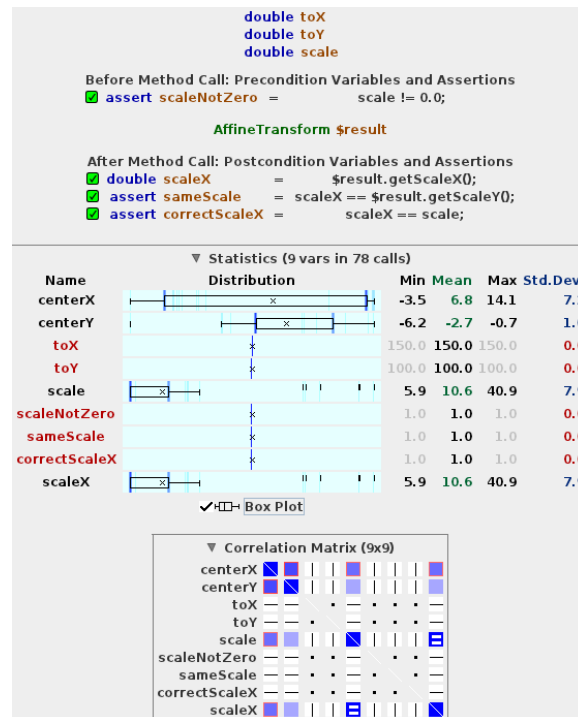 double toX
double toY
double scale
Before Method Call: Precondition Variables and Assertions
assert scaleNotZero = scale != 0.0;
AffineTransform $result
After Method Call: Postcondition Variables and Assertions
double scaleX = $result.getScaleX();
assert sameScale = scaleX == $result.getScaleY();
assert correctScaleX = scaleX == scale;
▼ Statistics (9 vars in 78 calls)
Name Distribution Min Mean Max Std.Dev
centerX -3.5 6.8 14.1
centerY -6.2 -2.7 -0.7
toX 150.0 150.0 150.0
toY 100.0 100.0 100.0
scale 5.9 10.6 40.9
scaleNotZero 1.0 1.0 1.0
sameScale 1.0 1.0 1.0
correctScaleX 1.0 1.0 1.0
scaleX 5.9 10.6 40.9
Box Plot
▼ Correlation Matrix (9x9)
centerX
centerY
toX
toY
scale
scaleNotZero
sameScale
correctScaleX
scaleX